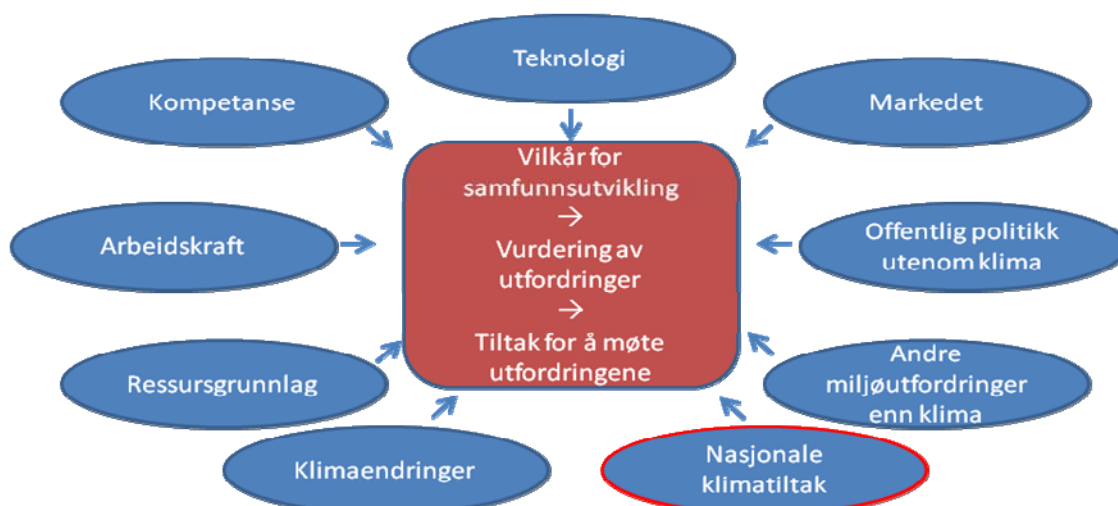 Teknologi
Kompetanse
Markedet
Vilkår for
samfunnsutvikling
→
Vurdering av
utfordringer
→
Tiltak for å møte
utfordringene
Arbeidskraft
Offentlig politikk
utenom klima
Ressursgrunnlag
Andre
miljøutfordringer
enn klima
Klimaendringer
Nasjonale
klimatiltak